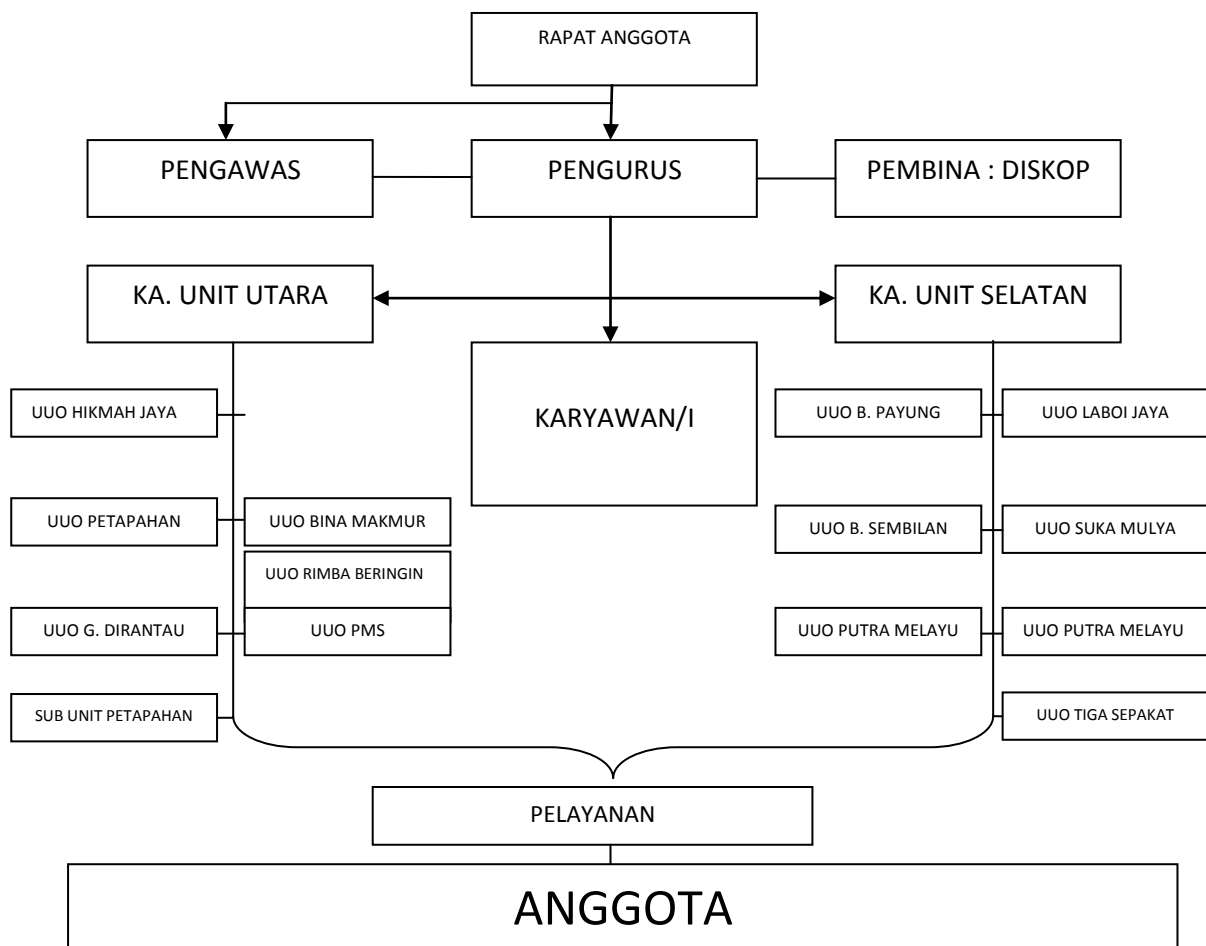 RAPAT ANGGOTA
PENGAWAS
PENGURUS
PEMBINA : DISKOP
KA. UNIT UTARA
KA. UNIT SELATAN
KARYAWAN/I
UUO HIKMAH JAYA
UUO B. PAYUNG
UUO LABOI JAYA
UUO PETAPAHAN
UUO BINA MAKMUR
UUO B. SEMBILAN
UUO SUKA MULYA
UUO RIMBA BERINGIN
UUO G. DIRANTAU
UUO PMS
UUO PUTRA MELAYU
UUO PUTRA MELAYU
SUB UNIT PETAPAHAN
UUO TIGA SEPAKAT
PELAYANAN
ANGGOTA